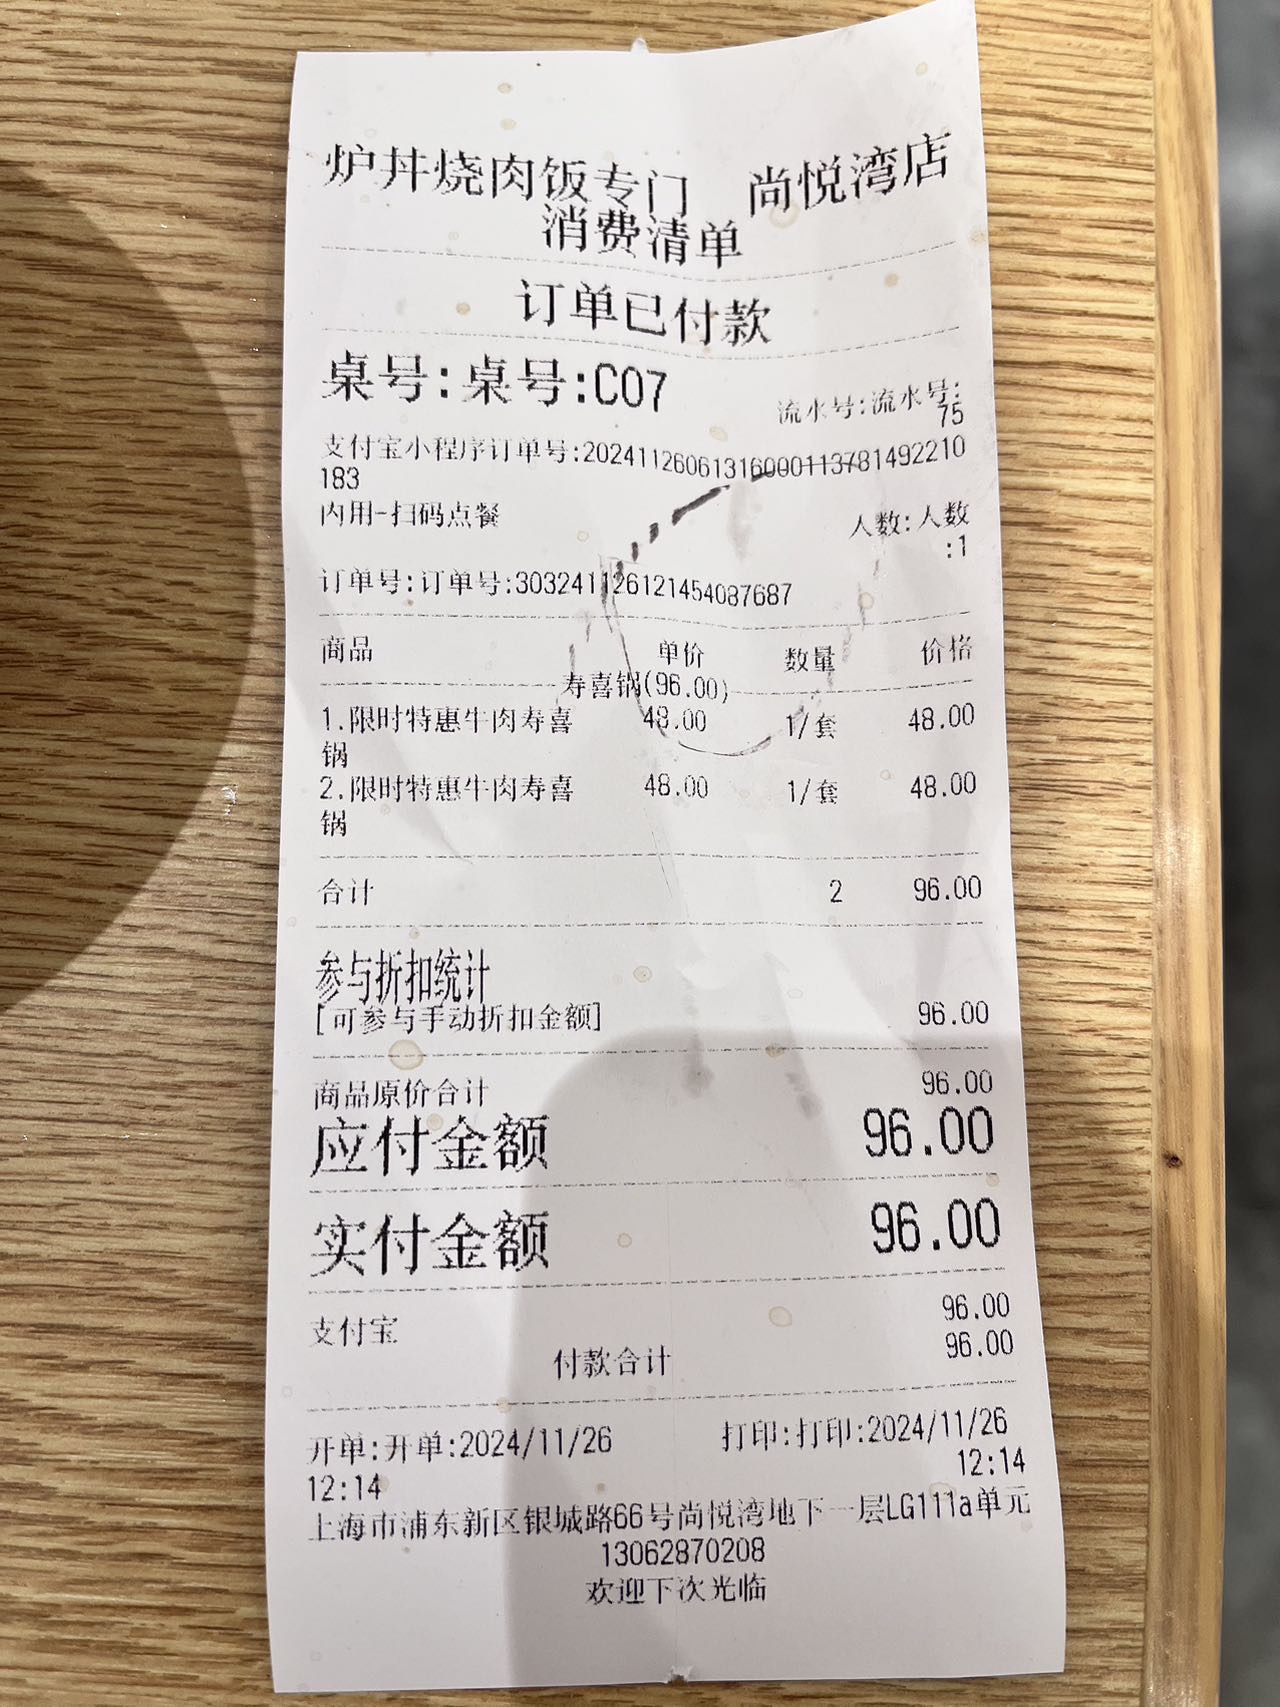 炉丼烧肉饭专门 尚悦湾店
消费清单
订单已付款
桌号:桌号:C07
流水号:流水号:
75
支付宝小程序订单号:2024112606131600011378149221​0
183
内用-扫码点餐
人数:人数
:1
订单号:订单号:303241126121454087687
商品 单价 数量 价格
寿喜锅(96.00)
1.限时特惠牛肉寿喜 48.00 1/套 48.00
锅
2.限时特惠牛肉寿喜 48.00 1/套 48.00
锅
合计 2 96.00
参与折扣统计
[可参与手动折扣金额] 96.00
商品原价合计 96.00
应付金额 96.00
实付金额 96.00
支付宝 96.00
付款合计 96.00
开单:开单:2024/11/26 打印:打印:2024/11/26
12:14 12:14
上海市浦东新区银城路66号尚悦湾地下一层LG111a单元
13062870208
欢迎下次光临